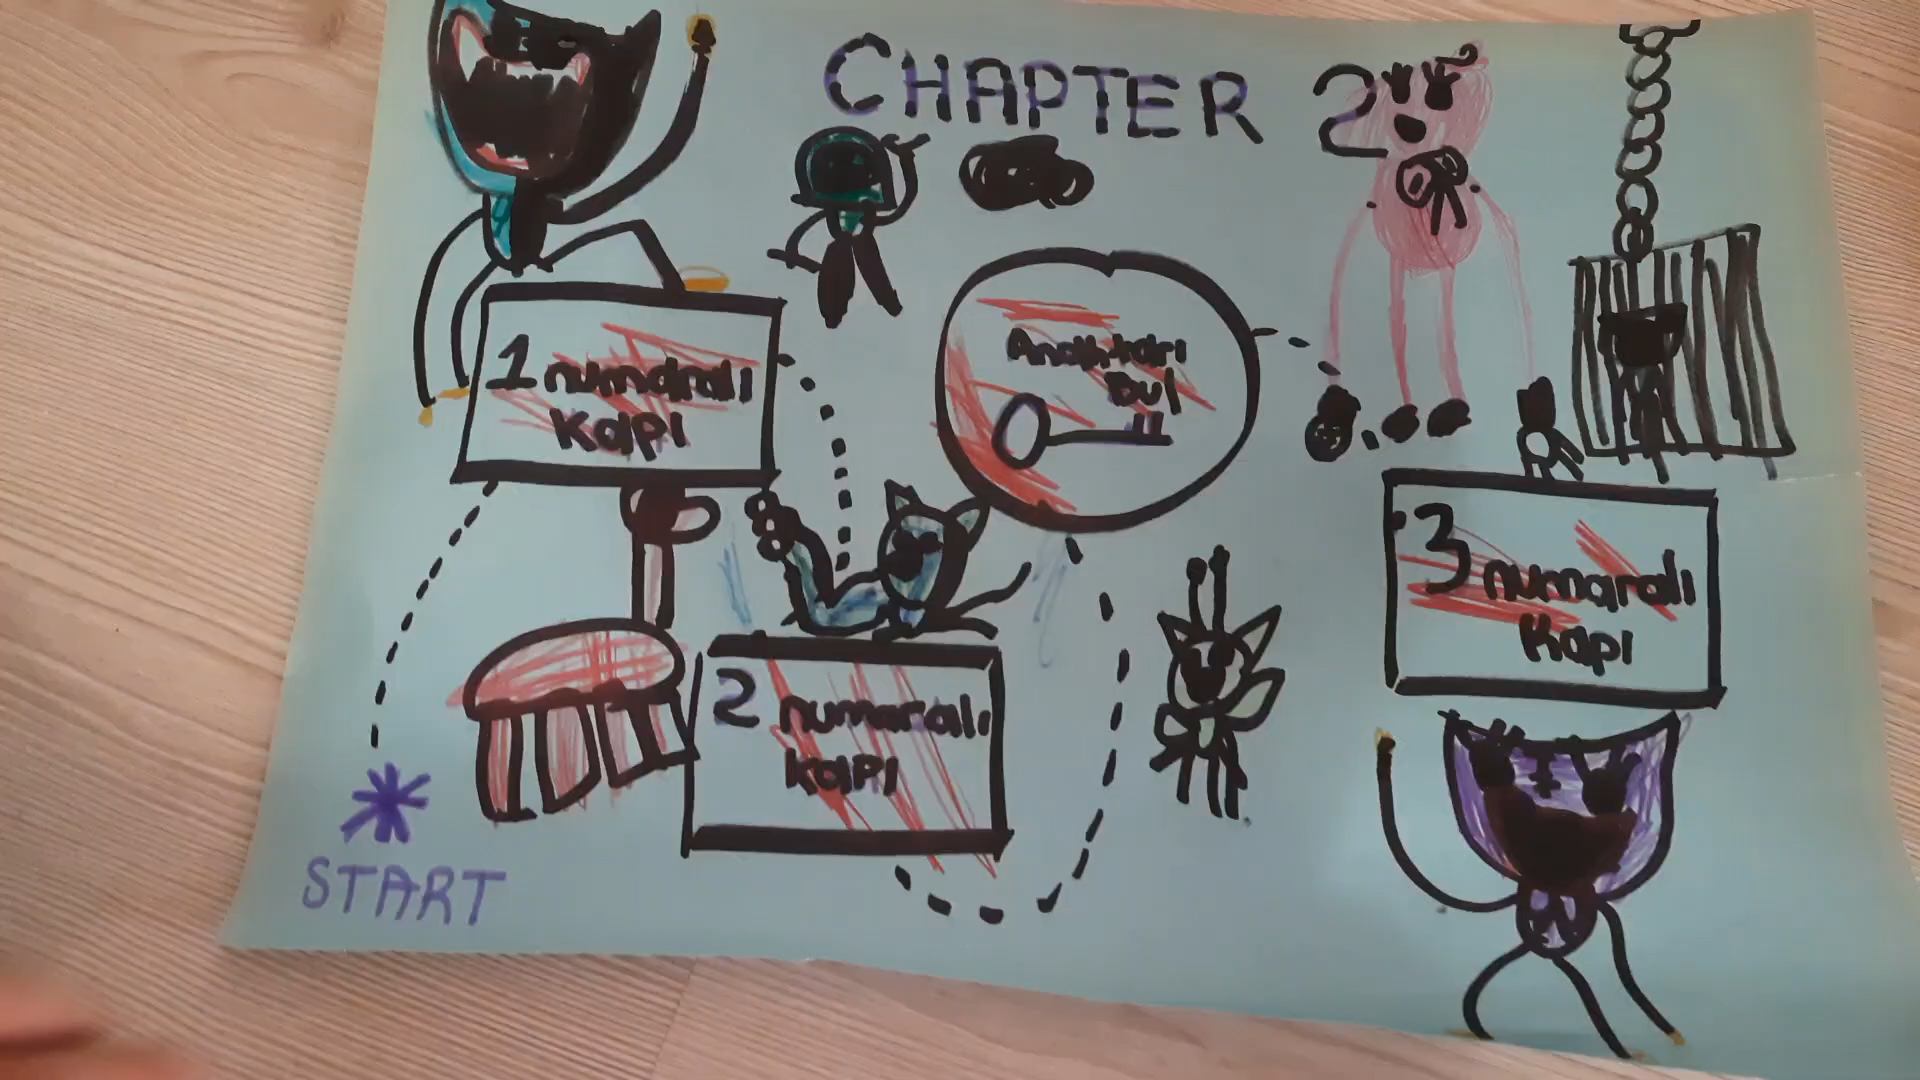 CHAPTER 2
1 numaralı
kapı
Anahtarı
Bul
!!
2 numaralı
kapı
3 numaralı
kapı
START